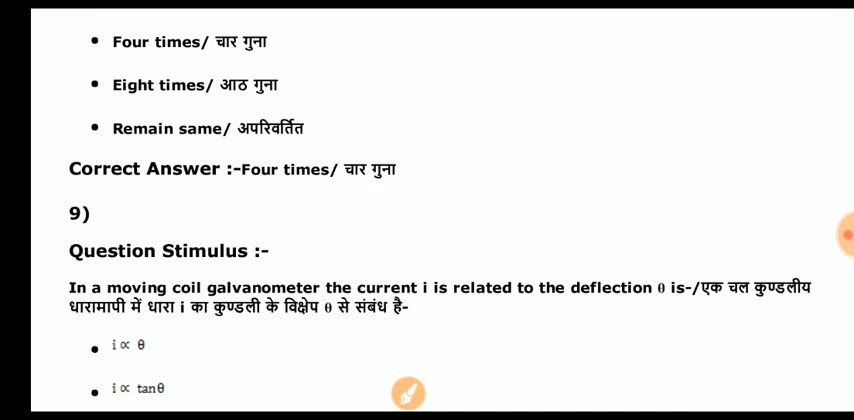 • Four times/ चार गुना
• Eight times/ आठ गुना
• Remain same/ अपरिवर्तित
Correct Answer :-Four times/ चार गुना
9)
Question Stimulus :-
In a moving coil galvanometer the current i is related to the deflection θ is-/एक चल कुण्डलीय
धारामापी में धारा i का कुण्डली के विक्षेप θ से संबंध है-
• i ∝ θ
• i ∝ tanθ